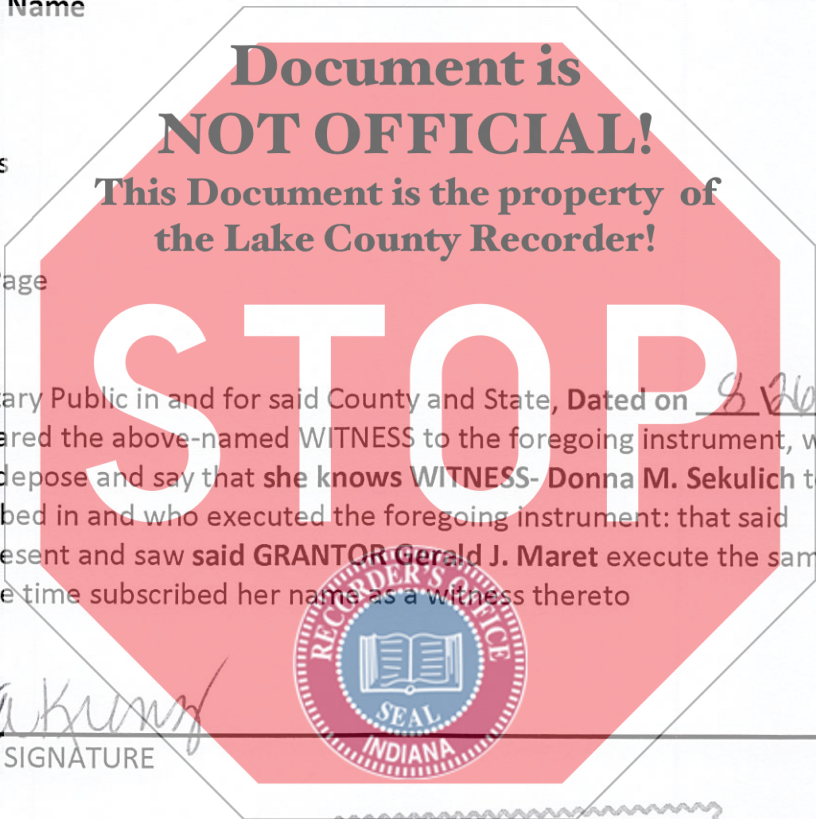 Name
Document is
NOT OFFICIAL!
This Document is the property of
the Lake County Recorder!
s
age
STOP
ary Public in and for said County and State, Dated on 8 26
ared the above-named WITNESS to the foregoing instrument, w
depose and say that she knows WITNESS- Donna M. Sekulich t
bed in and who executed the foregoing instrument: that said
esent and saw said GRANTOR Gerald J. Maret execute the sam
e time subscribed her name as a witness thereto
RECORDER'S OFFICE
SEAL
INDIANA
a Kunz
SIGNATURE